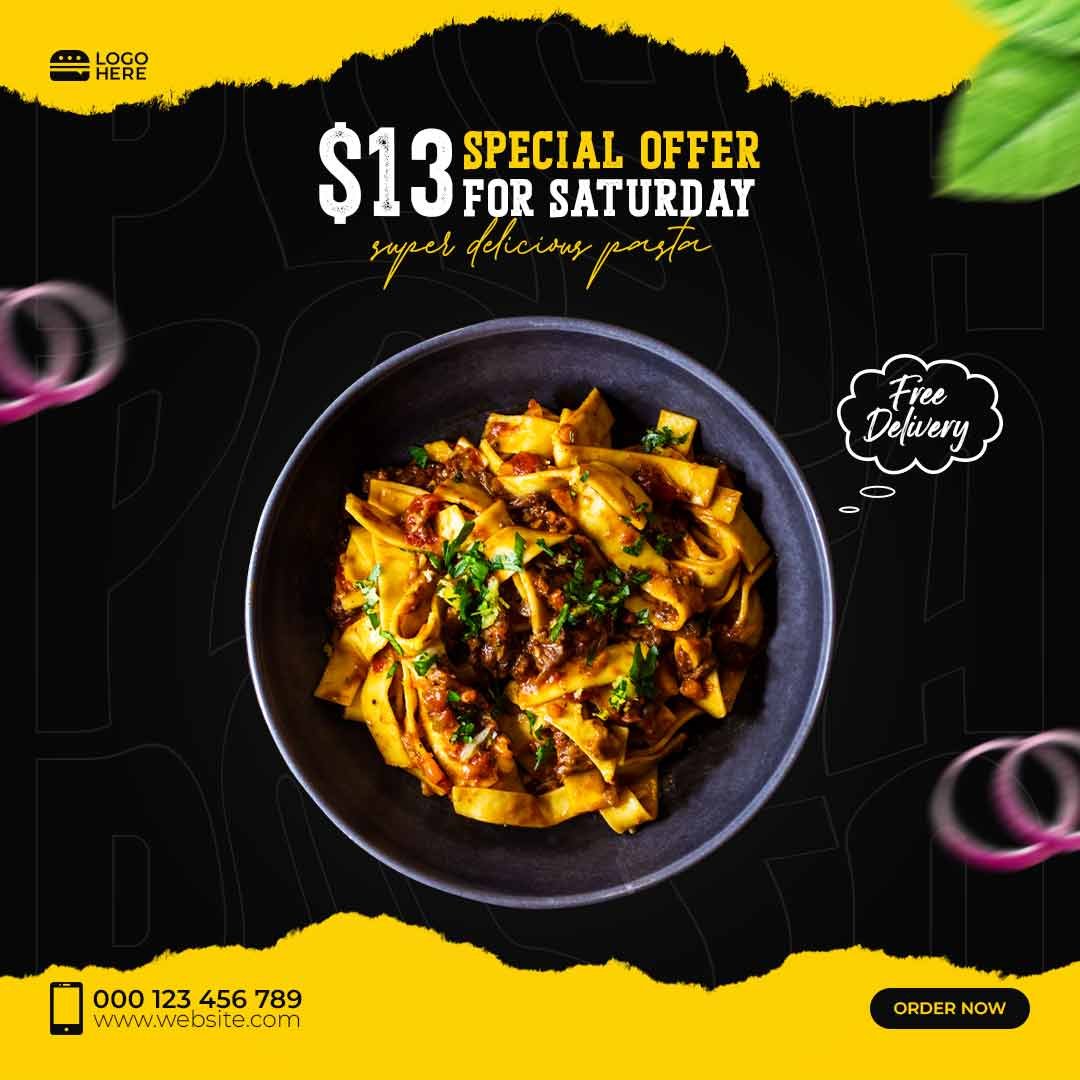 LOGO
HERE
$13 SPECIAL OFFER
FOR SATURDAY
super delicious pasta
Free
Delivery
000 123 456 789
www.website.com
ORDER NOW